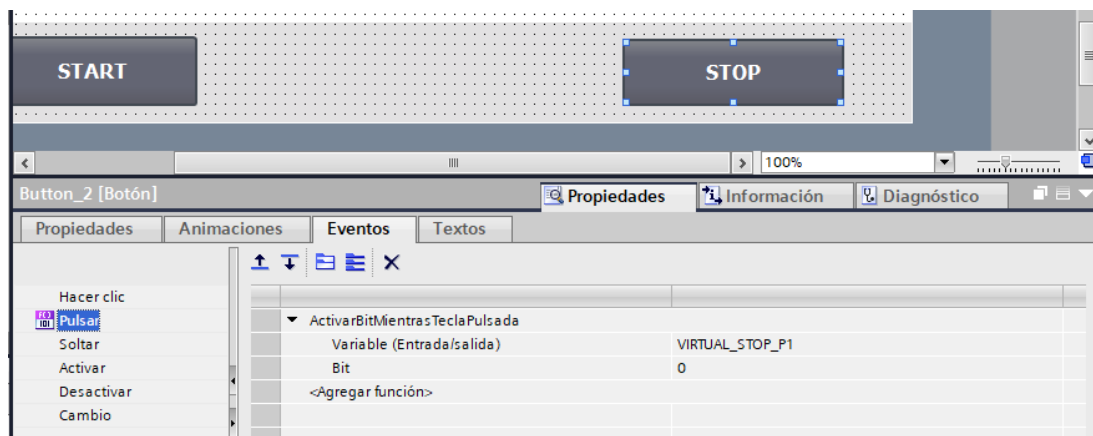 START
STOP
100%
Button_2 [Botón]
Propiedades
Información
Diagnóstico
Propiedades
Animaciones
Eventos
Textos
Hacer clic
Pulsar
Soltar
Activar
Desactivar
Cambio
ActivarBitMientrasTeclaPulsada
Variable (Entrada/salida) VIRTUAL_STOP_P1
Bit 0
<Agregar función>